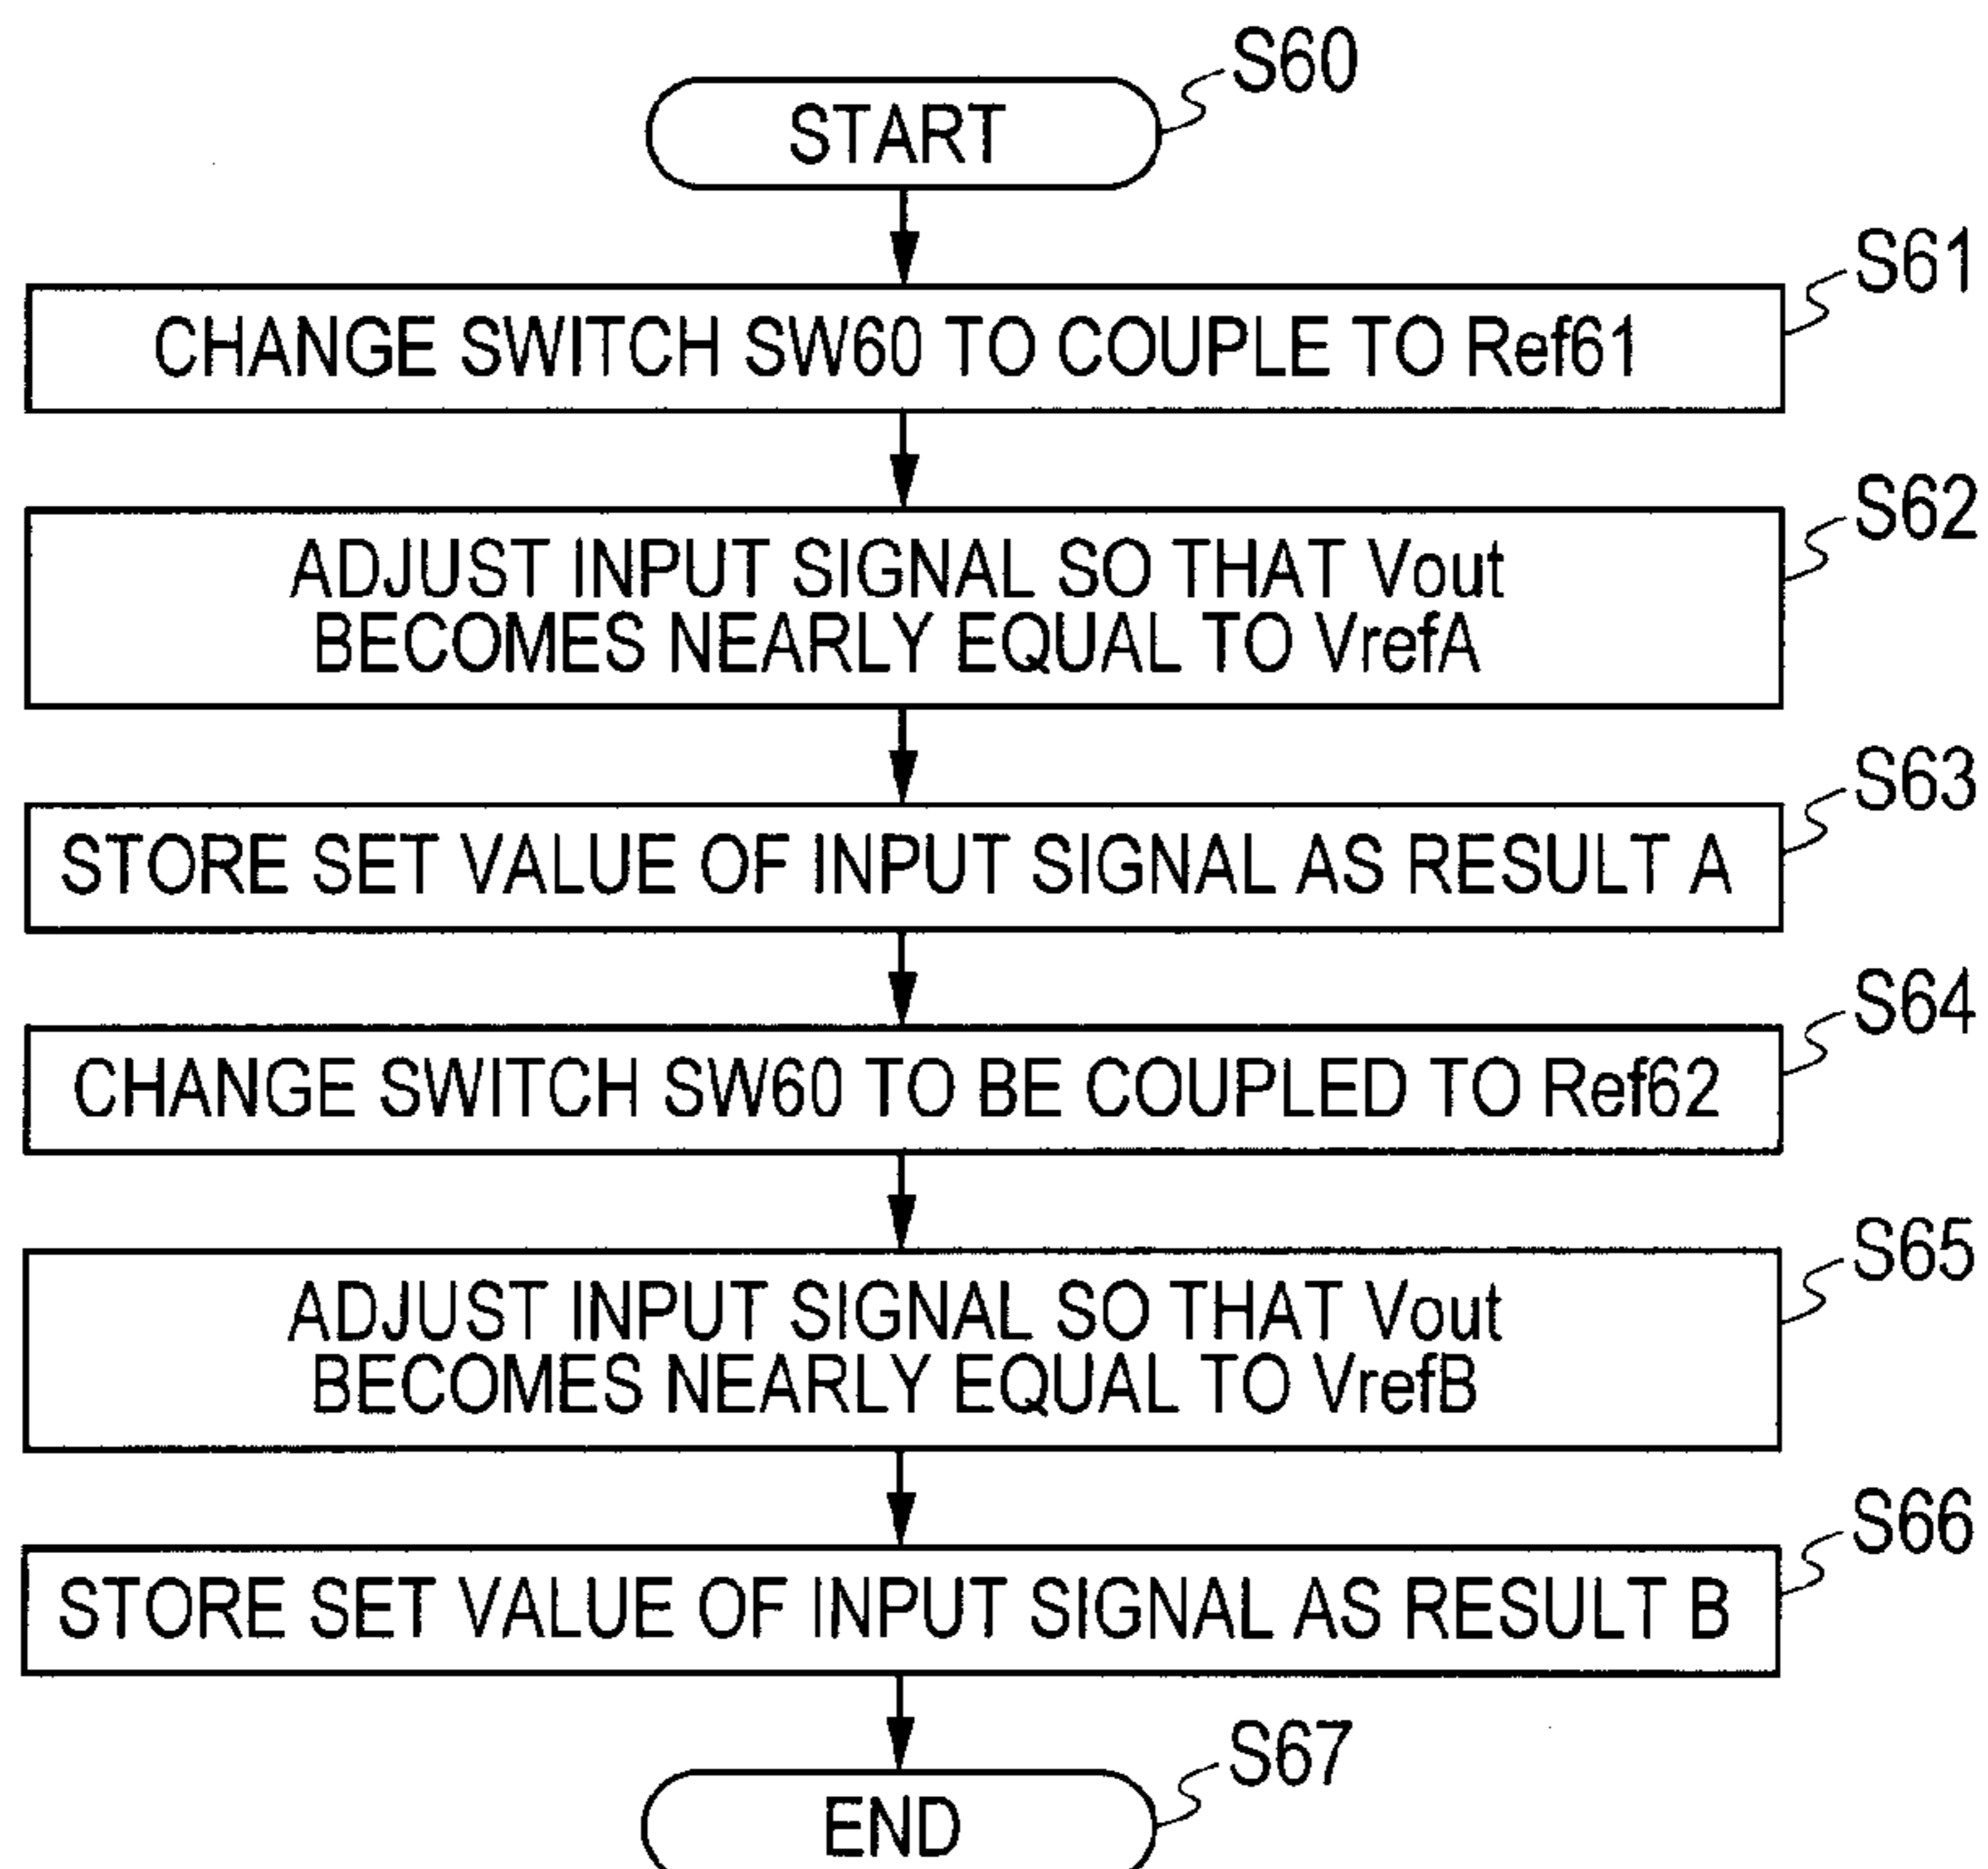 S60
START
S61
CHANGE SWITCH SW60 TO COUPLE TO Ref61
S62
ADJUST INPUT SIGNAL SO THAT Vout
BECOMES NEARLY EQUAL TO VrefA
S63
STORE SET VALUE OF INPUT SIGNAL AS RESULT A
S64
CHANGE SWITCH SW60 TO BE COUPLED TO Ref62
S65
ADJUST INPUT SIGNAL SO THAT Vout
BECOMES NEARLY EQUAL TO VrefB
S66
STORE SET VALUE OF INPUT SIGNAL AS RESULT B
S67
END